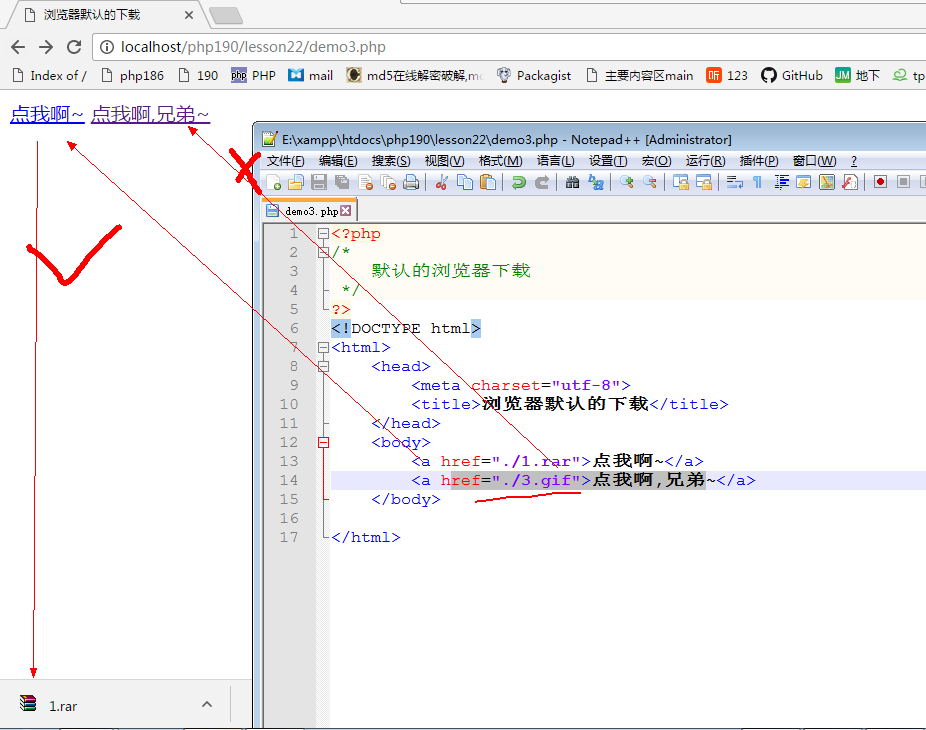 浏览器默认的下载
localhost/php190/lesson22/demo3.php
Index of / php186 190 PHP mail md5在线解密破解,md Packagist 主要内容区main 123 GitHub 地下 tp
点我啊~ 点我啊,兄弟~
E:\xampp\htdocs\php190\lesson22\demo3.php - Notepad++ [Administrator]
文件(F) 编辑(E) 搜索(S) 视图(V) 格式(M) 语言(L) 设置(T) 宏(O) 运行(R) 插件(P) 窗口(W) ?
demo3.php
1 <?php
2 /*
3 默认的浏览器下载
4 */
5 ?>
6 <!DOCTYPE html>
7 <html>
8 <head>
9 <meta charset="utf-8">
10 <title>浏览器默认的下载</title>
11 </head>
12 <body>
13 <a href="./1.rar">点我啊~</a>
14 <a href="./3.gif">点我啊,兄弟~</a>
15 </body>
16
17 </html>
1.rar